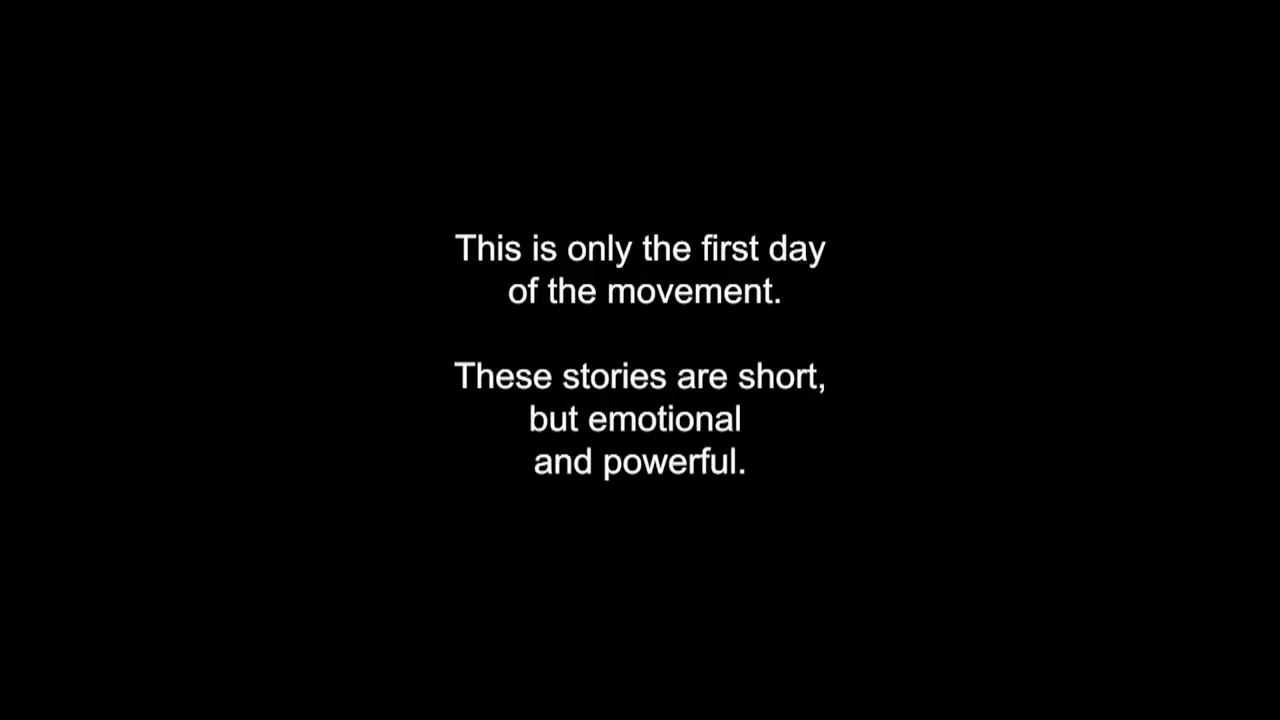 This is only the first day
of the movement.
These stories are short,
but emotional
and powerful.